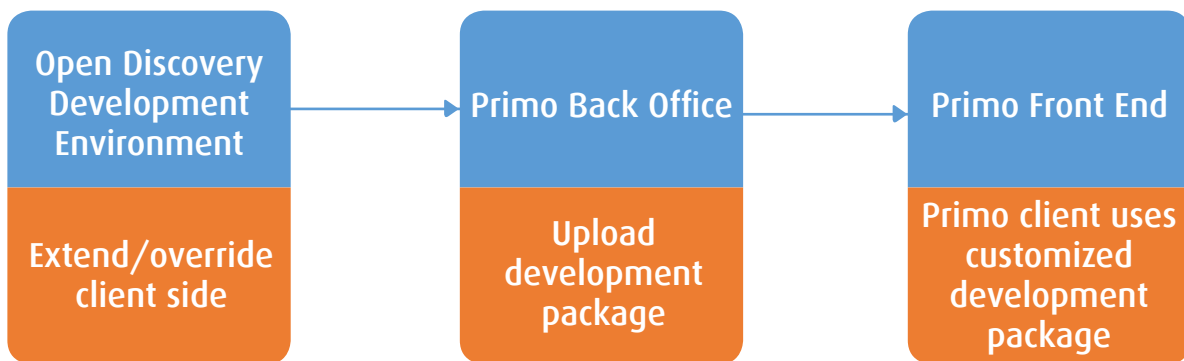 Open Discovery
Development
Environment
Extend/override
client side
Primo Back Office
Upload
development
package
Primo Front End
Primo client uses
customized
development
package